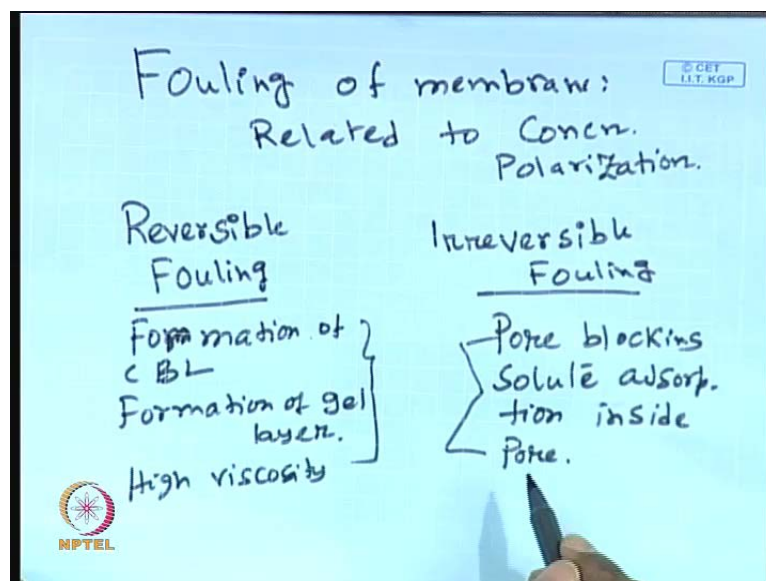 Fouling of membrane:
© CET
I.I.T. KGP
Related to Concn.
Polarization.
Reversible
Fouling
Formation of
CBL
Formation of gel
layer.
High viscosity
Irreversible
Fouling
Pore blocking
Solute adsorp.
tion inside
Pore.
NPTEL